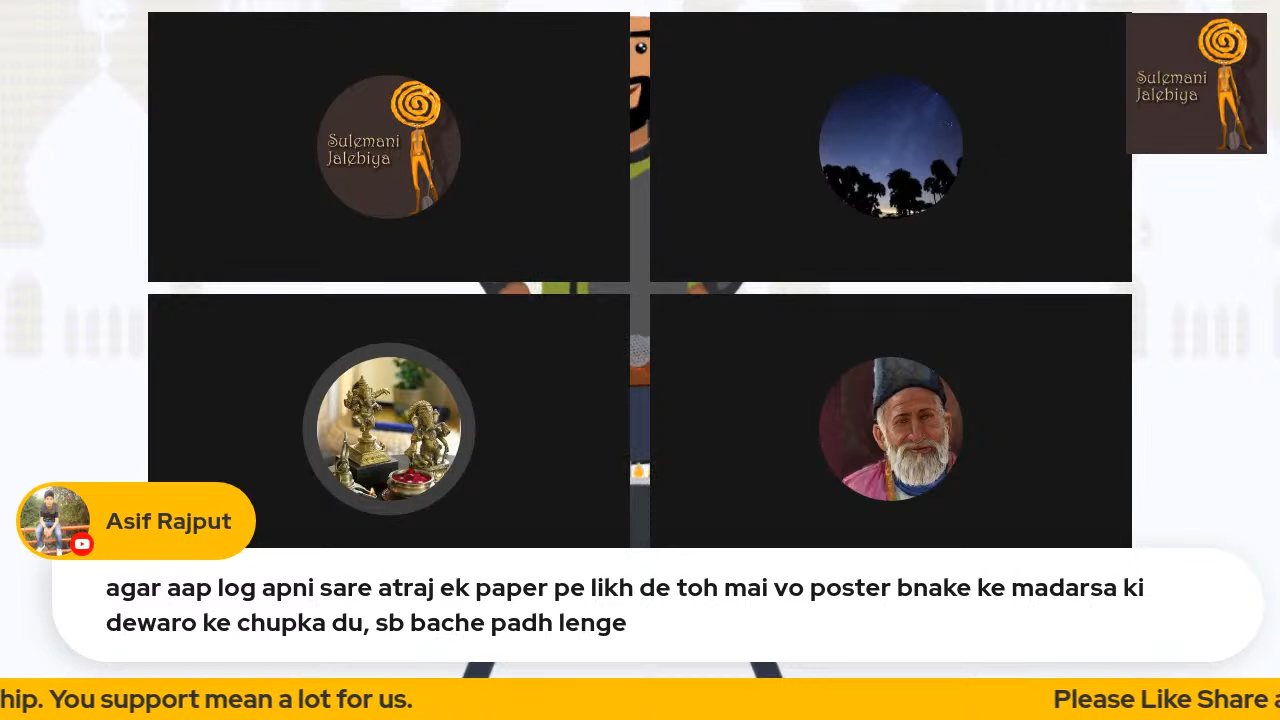 Sulemani
Jalebiya
Sulemani
Jalebiya
Asif Rajput
agar aap log apni sare atraj ek paper pe likh de toh mai vo poster bnake ke madarsa ki
dewaro ke chupka du, sb bache padh lenge
hip. You support mean a lot for us.
Please Like Share a